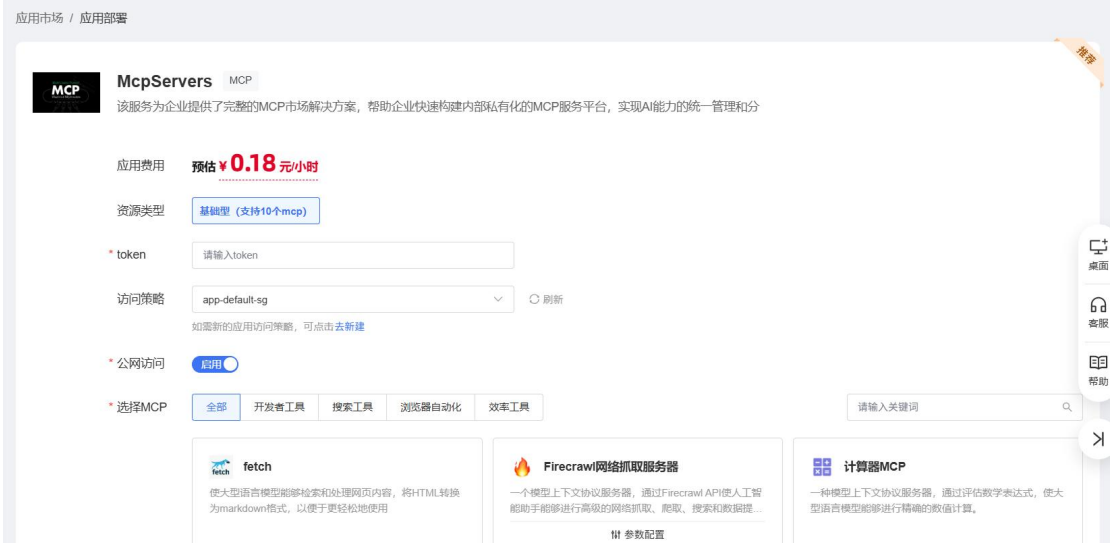 应用市场 / 应用部署
推荐
MCP
McpServers MCP
该服务为企业提供了完整的MCP市场解决方案，帮助企业快速构建内部私有化的MCP服务平台，实现AI能力的统一管理和分
应用费用 预估 ¥ 0.18 元/小时
资源类型 基础型（支持10个mcp）
* token 请输入token
访问策略 app-default-sg 刷新
如需新的应用访问策略，可点击去新建
* 公网访问 启用
* 选择MCP 全部 开发者工具 搜索工具 浏览器自动化 效率工具 请输入关键词
桌面
客服
帮助
fetch fetch
使大型语言模型能够检索和处理网页内容，将HTML转换
为markdown格式，以便于更轻松地使用
Firecrawl网络抓取服务器
一个模型上下文协议服务器，通过Firecrawl API使人工智
能助手能够进行高级的网络抓取、爬取、搜索和数据提...
参数配置
计算器MCP
一种模型上下文协议服务器，通过评估数学表达式，使大
型语言模型能够进行精确的数值计算。